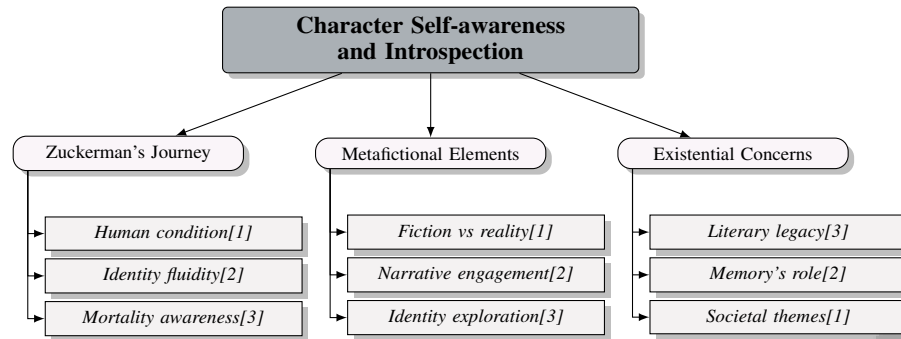 Character Self-awareness
and Introspection
Zuckerman's Journey
Metafictional Elements
Existential Concerns
Human condition[1]
Identity fluidity[2]
Mortality awareness[3]
Fiction vs reality[1]
Narrative engagement[2]
Identity exploration[3]
Literary legacy[3]
Memory's role[2]
Societal themes[1]